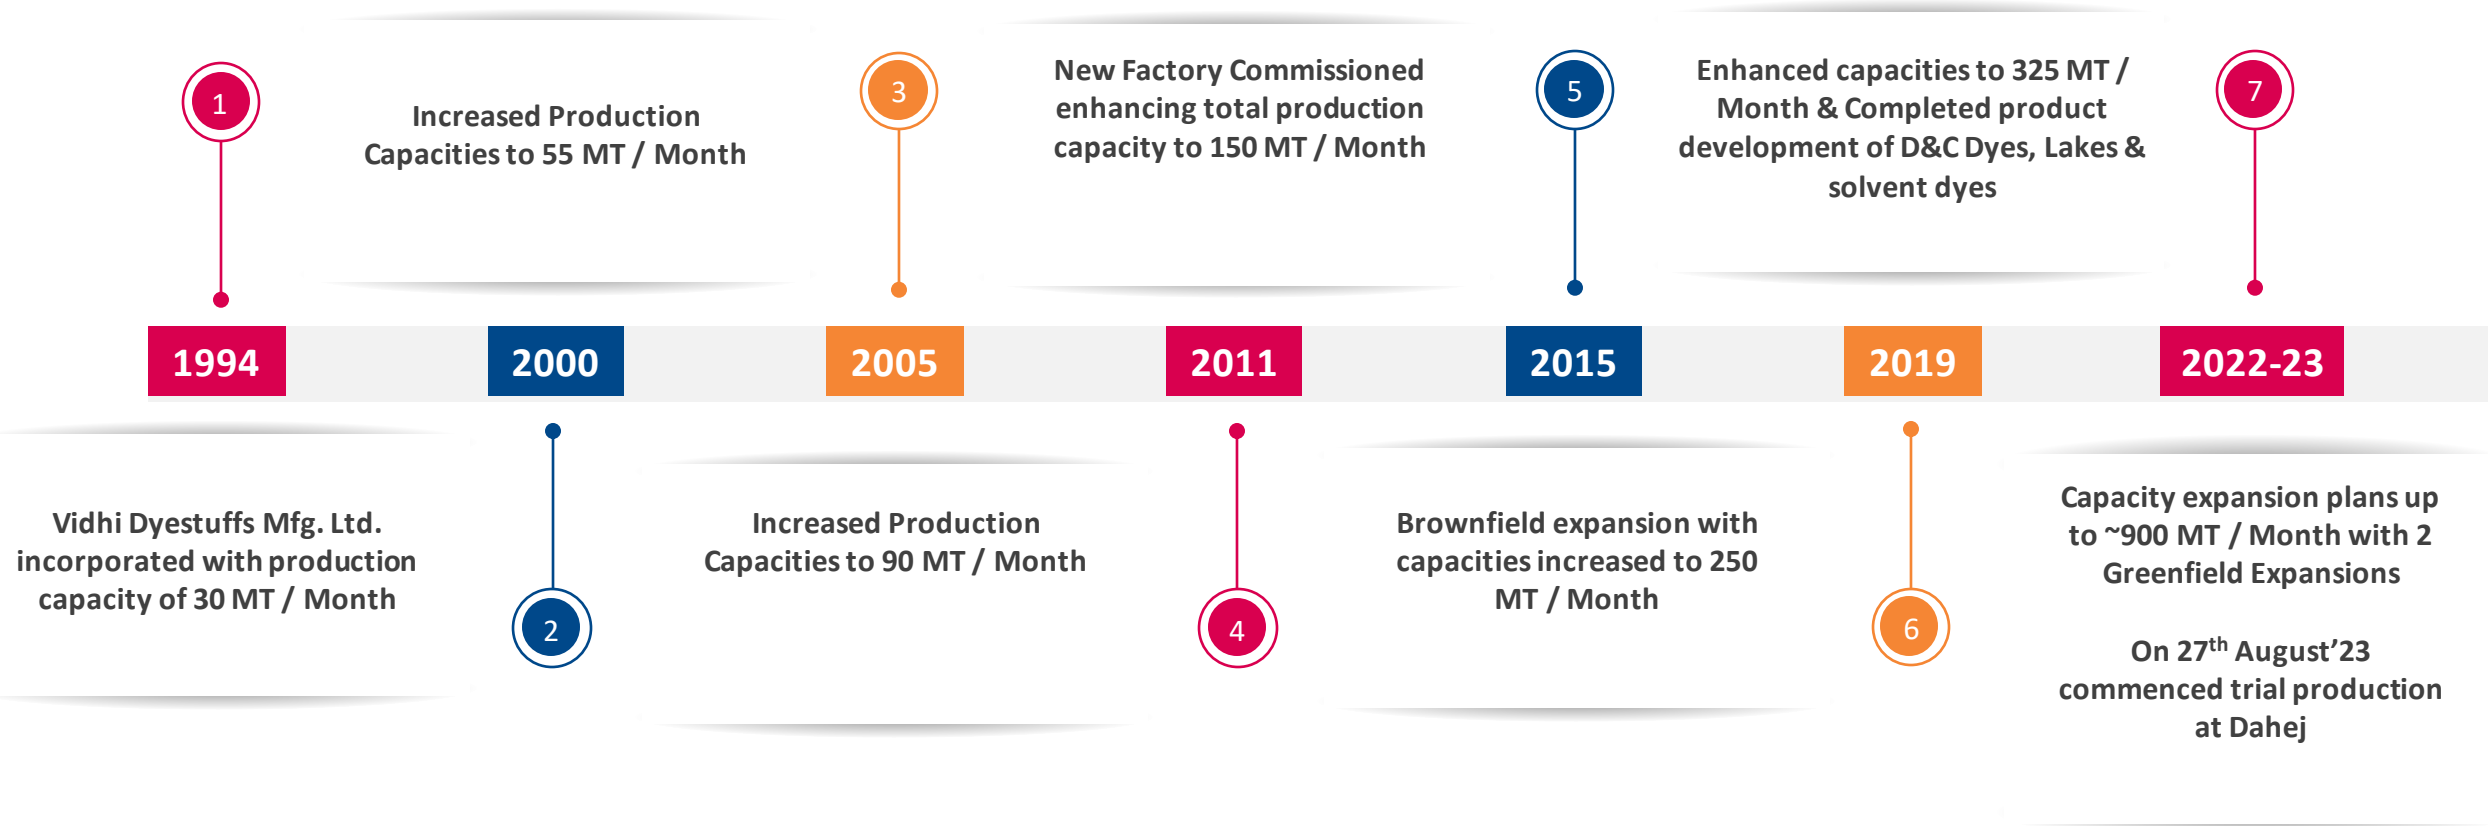 1
1994
Vidhi Dyestuffs Mfg. Ltd.
incorporated with production
capacity of 30 MT / Month
Increased Production
Capacities to 55 MT / Month
2000
2
3
2005
Increased Production
Capacities to 90 MT / Month
New Factory Commissioned
enhancing total production
capacity to 150 MT / Month
2011
4
5
2015
Brownfield expansion with
capacities increased to 250
MT / Month
Enhanced capacities to 325 MT /
Month & Completed product
development of D&C Dyes, Lakes &
solvent dyes
2019
6
7
2022-23
Capacity expansion plans up
to ~900 MT / Month with 2
Greenfield Expansions
On 27th August’23
commenced trial production
at Dahej